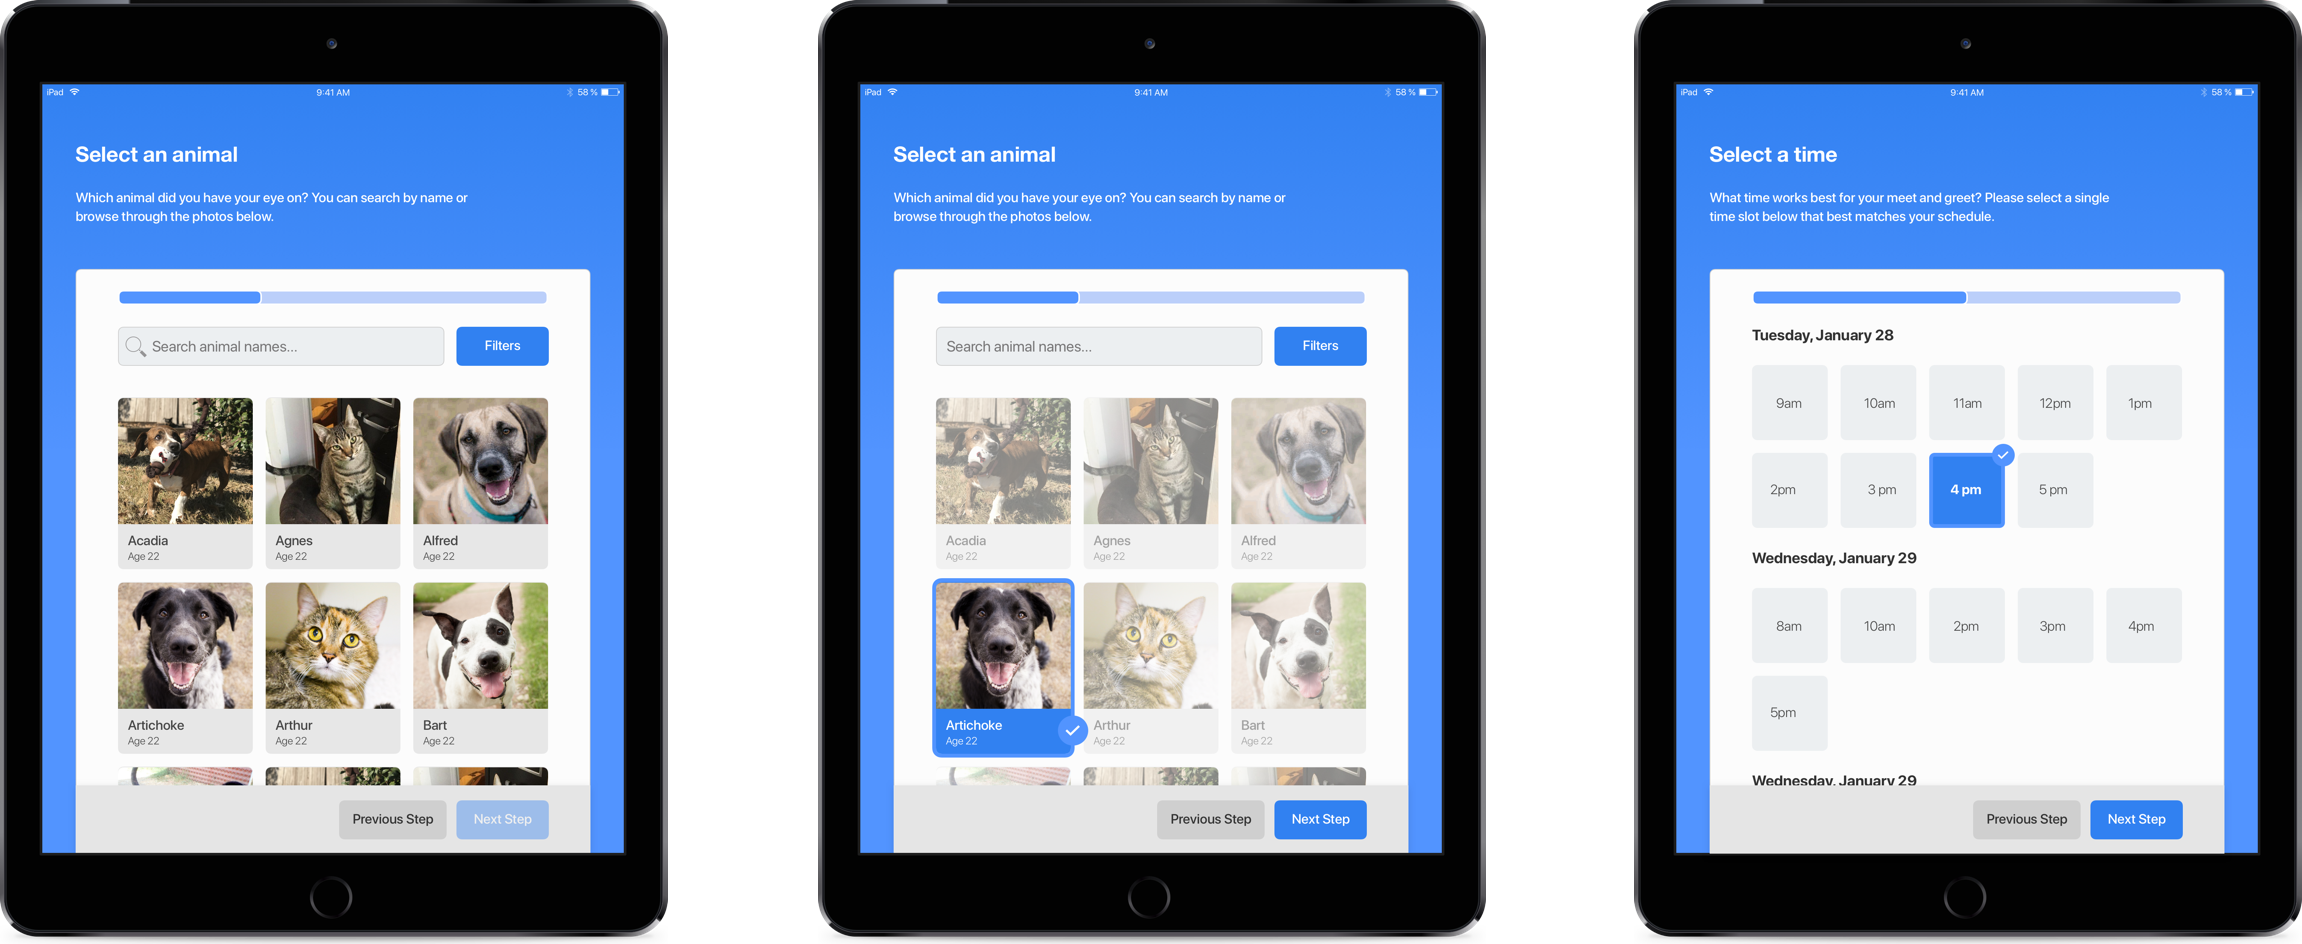 iPad 9:41 AM 58 %
Select an animal
Which animal did you have your eye on? You can search by name or
browse through the photos below.
Search animal names...
Filters
Acadia
Age 22
Agnes
Age 22
Alfred
Age 22
Artichoke
Age 22
Arthur
Age 22
Bart
Age 22
Previous Step
Next Step
iPad 9:41 AM 58 %
Select an animal
Which animal did you have your eye on? You can search by name or
browse through the photos below.
Search animal names...
Filters
Acadia
Age 22
Agnes
Age 22
Alfred
Age 22
Artichoke
Age 22
Arthur
Age 22
Bart
Age 22
Previous Step
Next Step
iPad 9:41 AM 58 %
Select a time
What time works best for your meet and greet? Please select a single
time slot below that best matches your schedule.
Tuesday, January 28
9am 10am 11am 12pm 1pm
2pm 3 pm 4 pm 5 pm
Wednesday, January 29
8am 10am 2pm 3pm 4pm
5pm
Wednesday, January 29
Previous Step
Next Step